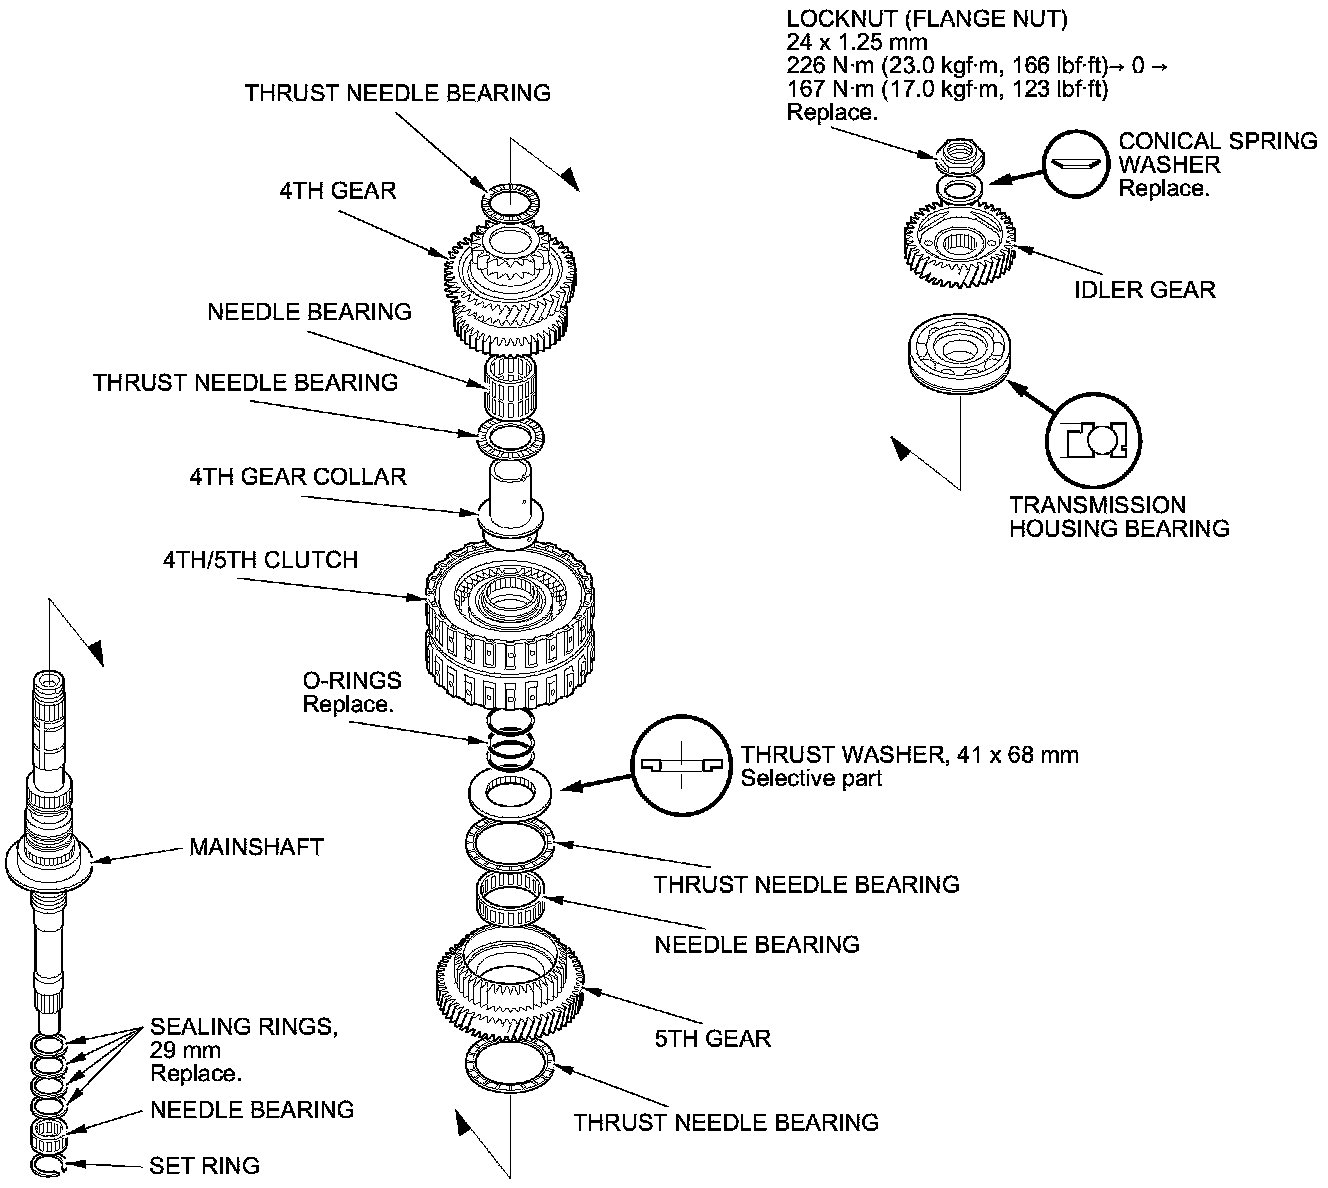 LOCKNUT (FLANGE NUT)
24 x 1.25 mm
226 N·m (23.0 kgf·m, 166 lbf·ft)→ 0 →
167 N·m (17.0 kgf·m, 123 lbf·ft)
Replace.
THRUST NEEDLE BEARING
CONICAL SPRING
WASHER
Replace.
4TH GEAR
IDLER GEAR
NEEDLE BEARING
THRUST NEEDLE BEARING
4TH GEAR COLLAR
TRANSMISSION
HOUSING BEARING
4TH/5TH CLUTCH
O-RINGS
Replace.
THRUST WASHER, 41 x 68 mm
Selective part
MAINSHAFT
THRUST NEEDLE BEARING
NEEDLE BEARING
SEALING RINGS,
29 mm
Replace.
5TH GEAR
NEEDLE BEARING
THRUST NEEDLE BEARING
SET RING